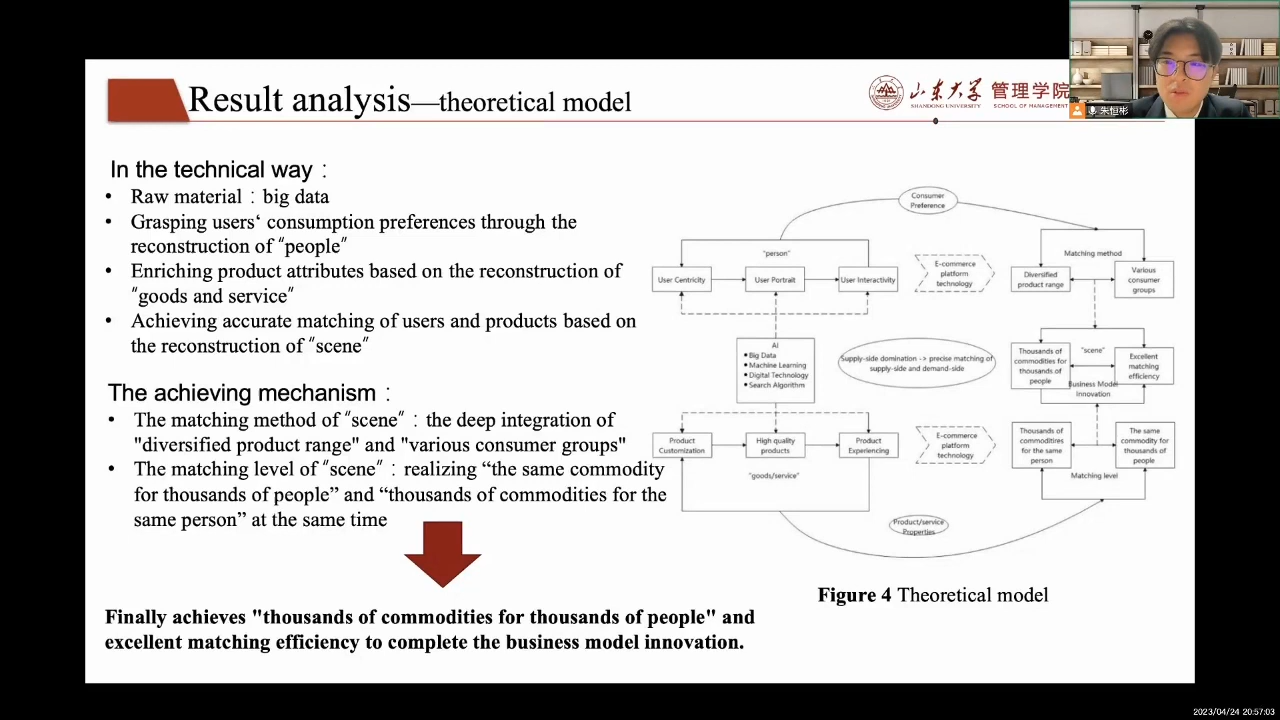 Result analysis—theoretical model
山东大学
SHANDONG UNIVERSITY
管理学院
SCHOOL OF MANAGEMENT
朱恒彬
In the technical way：
• Raw material：big data
• Grasping users‘ consumption preferences through the
reconstruction of “people”
• Enriching product attributes based on the reconstruction of
“goods and service”
• Achieving accurate matching of users and products based on
the reconstruction of “scene”
The achieving mechanism：
• The matching method of “scene”：the deep integration of
"diversified product range" and "various consumer groups"
• The matching level of “scene”：realizing “the same commodity
for thousands of people” and “thousands of commodities for the
same person” at the same time
Finally achieves "thousands of commodities for thousands of people" and
excellent matching efficiency to complete the business model innovation.
Consumer
Preference
"person"
User Centricity
User Portrait
User Interactivity
E-commerce
platform
technology
Matching method
Diversified
product range
Various
consumer
groups
AI
• Big Data
• Machine Learning
• Digital Technology
• Search Algorithm
Supply-side domination -> precise matching of
supply-side and demand-side
Thousands of
commodities for
thousands of
people
"scene"
Excellent
matching
efficiency
Business Model
Innovation
Product
Customization
High quality
products
Product
Experiencing
"goods/service"
E-commerce
platform
technology
Thousands of
commoditires
for the same
person
The same
commodity for
thousands of
people
Matching level
Product/service
Properties
Figure 4 Theoretical model
2023/04/24 20:57:03